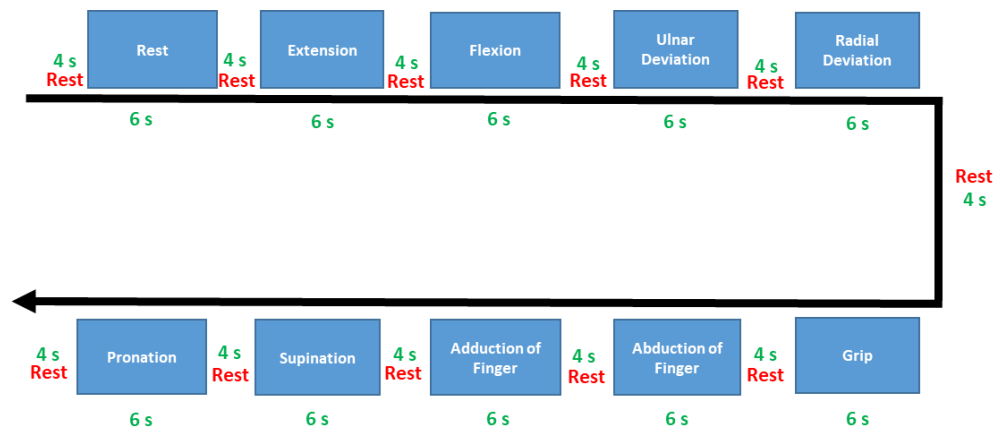 Rest
Extension
Flexion
Ulnar
Deviation
Radial
Deviation
4 s
Rest
4 s
Rest
4 s
Rest
4 s
Rest
4 s
Rest
6 s
6 s
6 s
6 s
6 s
Rest
4 s
Pronation
Supination
Adduction of
Finger
Abduction of
Finger
Grip
4 s
Rest
4 s
Rest
4 s
Rest
4 s
Rest
4 s
Rest
6 s
6 s
6 s
6 s
6 s